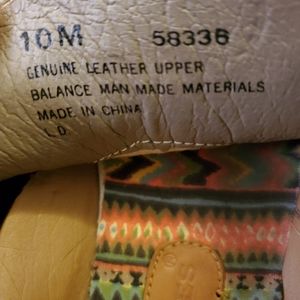 10M 58336
GENUINE LEATHER UPPER
BALANCE MAN MADE MATERIALS
MADE IN CHINA
L.D.